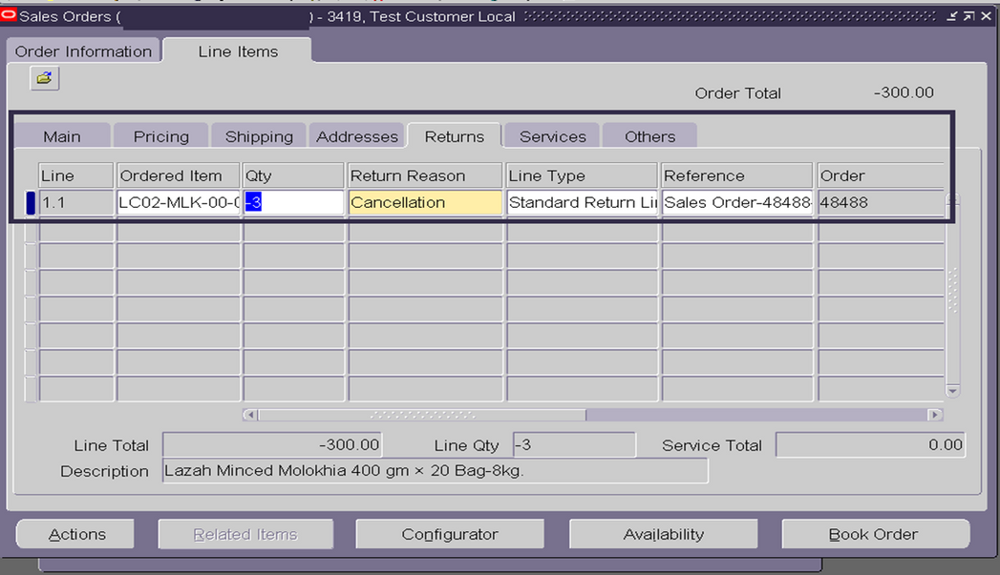 Sales Orders ( ) - 3419, Test Customer Local
Order Information Line Items
Order Total -300.00
Main Pricing Shipping Addresses Returns Services Others
Line Ordered Item Qty Return Reason Line Type Reference Order
1.1 LC02-MLK-00- -3 Cancellation Standard Return Li Sales Order-48488- 48488
Line Total -300.00 Line Qty -3 Service Total 0.00
Description Lazah Minced Molokhia 400 gm × 20 Bag-8kg.
Actions Related Items Configurator Availability Book Order